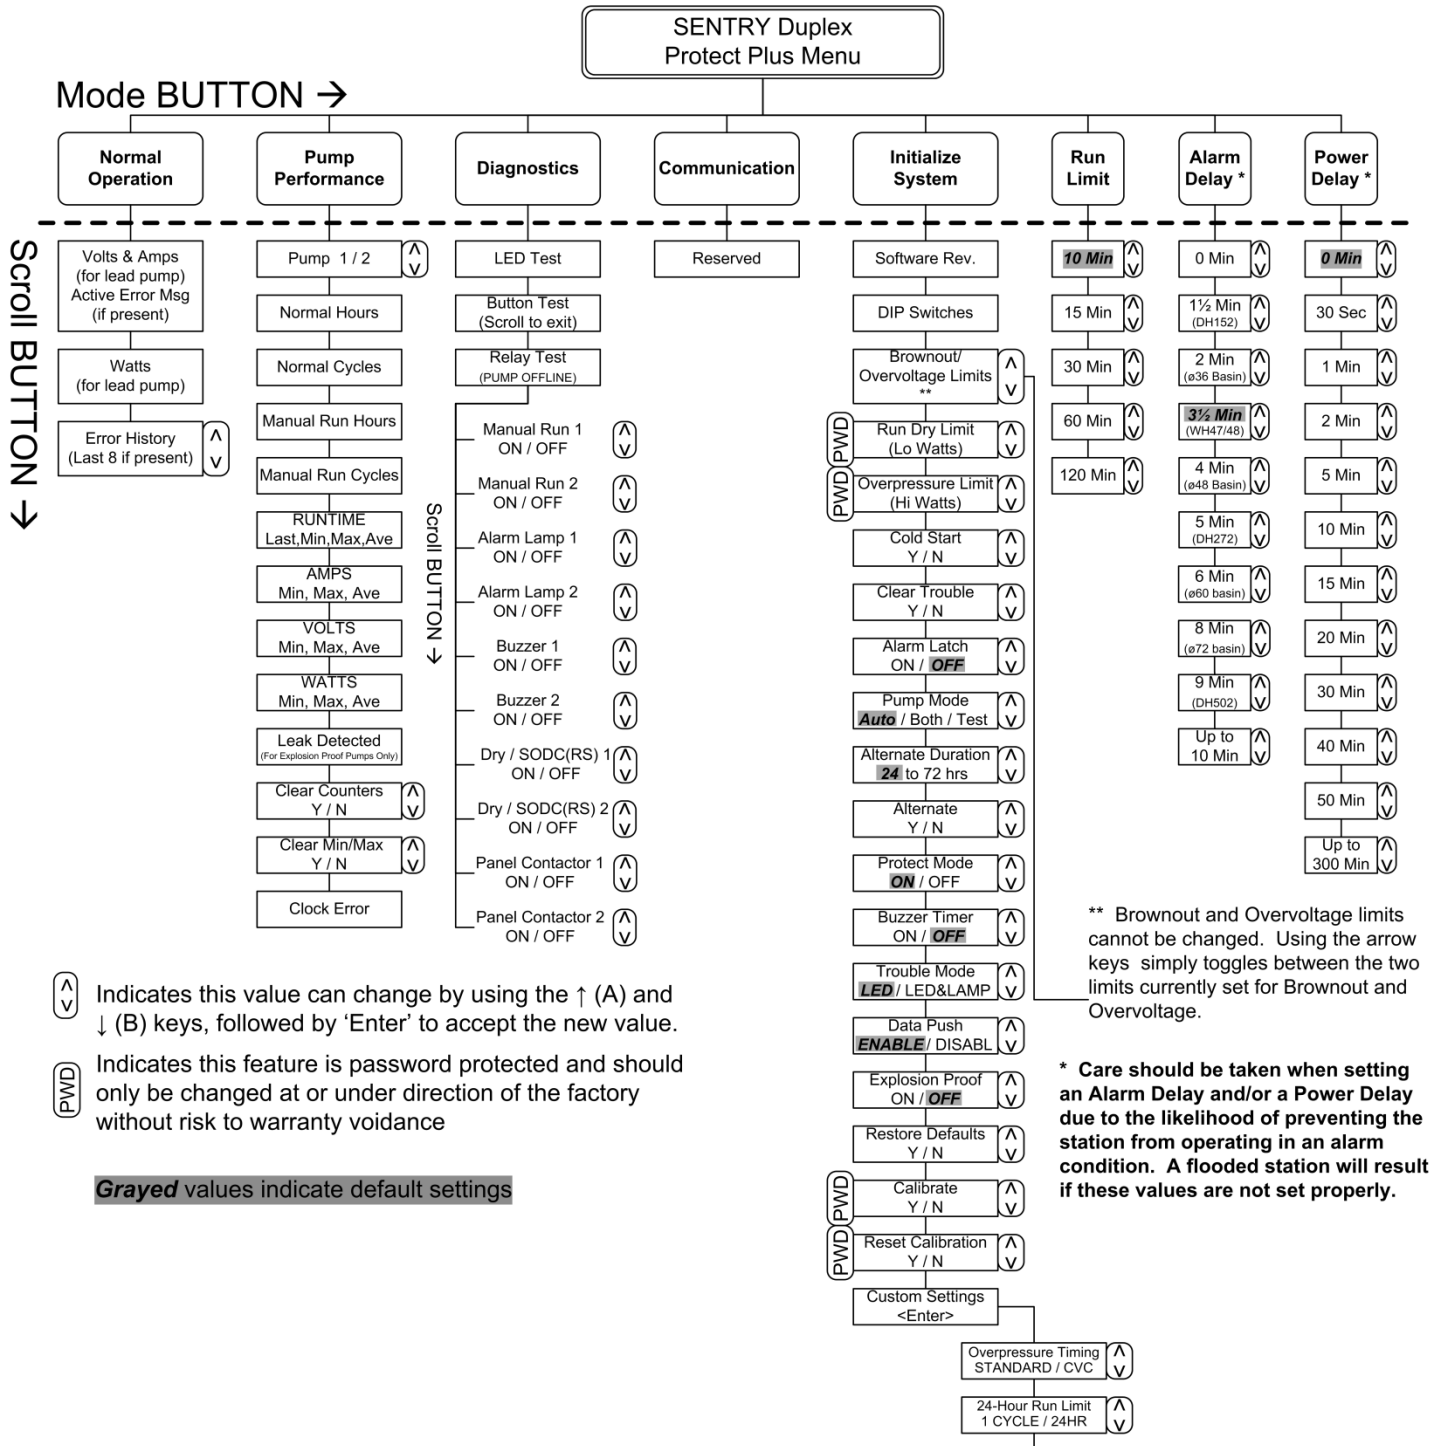 SENTRY Duplex
Protect Plus Menu
Mode BUTTON →
Normal
Operation
Pump
Performance
Diagnostics
Communication
Initialize
System
Run
Limit
Alarm
Delay *
Power
Delay *
Scroll BUTTON →
Volts & Amps
(for lead pump)
Active Error Msg
(if present)
Watts
(for lead pump)
Error History
(Last 8 if present)
Pump 1 / 2
Normal Hours
Normal Cycles
Manual Run Hours
Manual Run Cycles
RUNTIME
Last,Min,Max,Ave
AMPS
Min, Max, Ave
VOLTS
Min, Max, Ave
WATTS
Min, Max, Ave
Leak Detected
(For Explosion Proof Pumps Only)
Clear Counters
Y / N
Clear Min/Max
Y / N
Clock Error
LED Test
Button Test
(Scroll to exit)
Relay Test
(PUMP OFFLINE)
Scroll BUTTON →
Manual Run 1
ON / OFF
Manual Run 2
ON / OFF
Alarm Lamp 1
ON / OFF
Alarm Lamp 2
ON / OFF
Buzzer 1
ON / OFF
Buzzer 2
ON / OFF
Dry / SODC(RS) 1
ON / OFF
Dry / SODC(RS) 2
ON / OFF
Panel Contactor 1
ON / OFF
Panel Contactor 2
ON / OFF
Reserved
Software Rev.
DIP Switches
Brownout/
Overvoltage Limits
**
PWD
Run Dry Limit
(Lo Watts)
PWD
Overpressure Limit
(Hi Watts)
Cold Start
Y / N
Clear Trouble
Y / N
Alarm Latch
ON / OFF
Pump Mode
Auto / Both / Test
Alternate Duration
24 to 72 hrs
Alternate
Y / N
Protect Mode
ON / OFF
Buzzer Timer
ON / OFF
Trouble Mode
LED / LED&LAMP
Data Push
ENABLE / DISABL
Explosion Proof
ON / OFF
Restore Defaults
Y / N
PWD
Calibrate
Y / N
PWD
Reset Calibration
Y / N
Custom Settings
<Enter>
Overpressure Timing
STANDARD / CVC
24-Hour Run Limit
1 CYCLE / 24HR
10 Min
15 Min
30 Min
60 Min
120 Min
0 Min
1½ Min
(DH152)
2 Min
(ø36 Basin)
3½ Min
(WH47/48)
4 Min
(ø48 Basin)
5 Min
(DH272)
6 Min
(ø60 basin)
8 Min
(ø72 basin)
9 Min
(DH502)
Up to
10 Min
0 Min
30 Sec
1 Min
2 Min
5 Min
10 Min
15 Min
20 Min
30 Min
40 Min
50 Min
Up to
300 Min
** Brownout and Overvoltage limits
cannot be changed. Using the arrow
keys simply toggles between the two
limits currently set for Brownout and
Overvoltage.
* Care should be taken when setting
an Alarm Delay and/or a Power Delay
due to the likelihood of preventing the
station from operating in an alarm
condition. A flooded station will result
if these values are not set properly.
Indicates this value can change by using the ↑ (A) and
↓ (B) keys, followed by ‘Enter’ to accept the new value.
PWD
Indicates this feature is password protected and should
only be changed at or under direction of the factory
without risk to warranty voidance
Grayed values indicate default settings